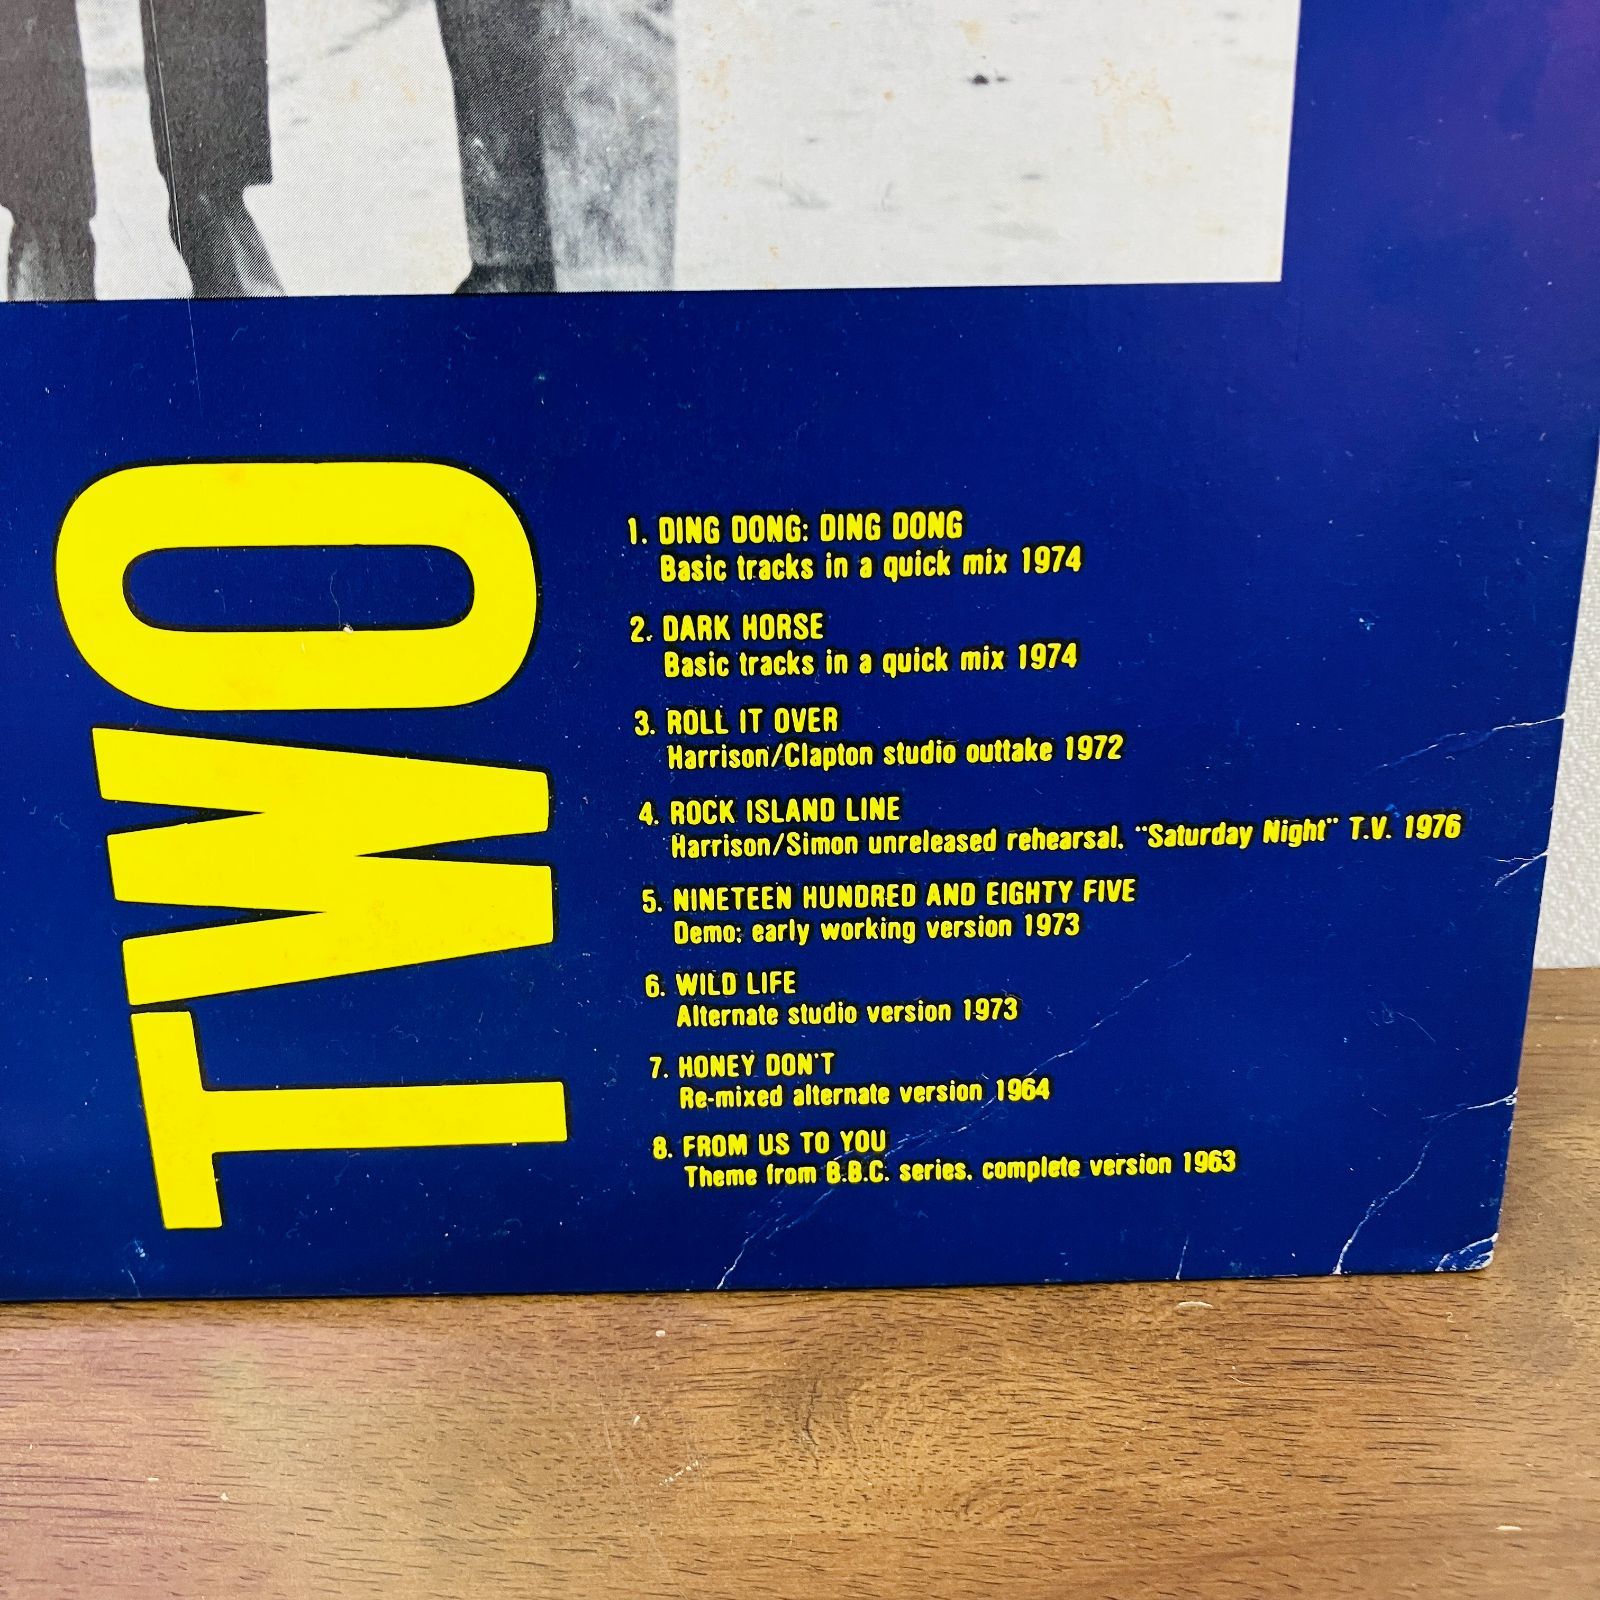 TWO
1. DING DONG: DING DONG
Basic tracks in a quick mix 1974
2. DARK HORSE
Basic tracks in a quick mix 1974
3. ROLL IT OVER
Harrison/Clapton studio outtake 1972
4. ROCK ISLAND LINE
Harrison/Simon unreleased rehearsal. "Saturday Night" T.V. 1976
5. NINETEEN HUNDRED AND EIGHTY FIVE
Demo; early working version 1973
6. WILD LIFE
Alternate studio version 1973
7. HONEY DON'T
Re-mixed alternate version 1964
8. FROM US TO YOU
Theme from B.B.C. series. complete version 1963